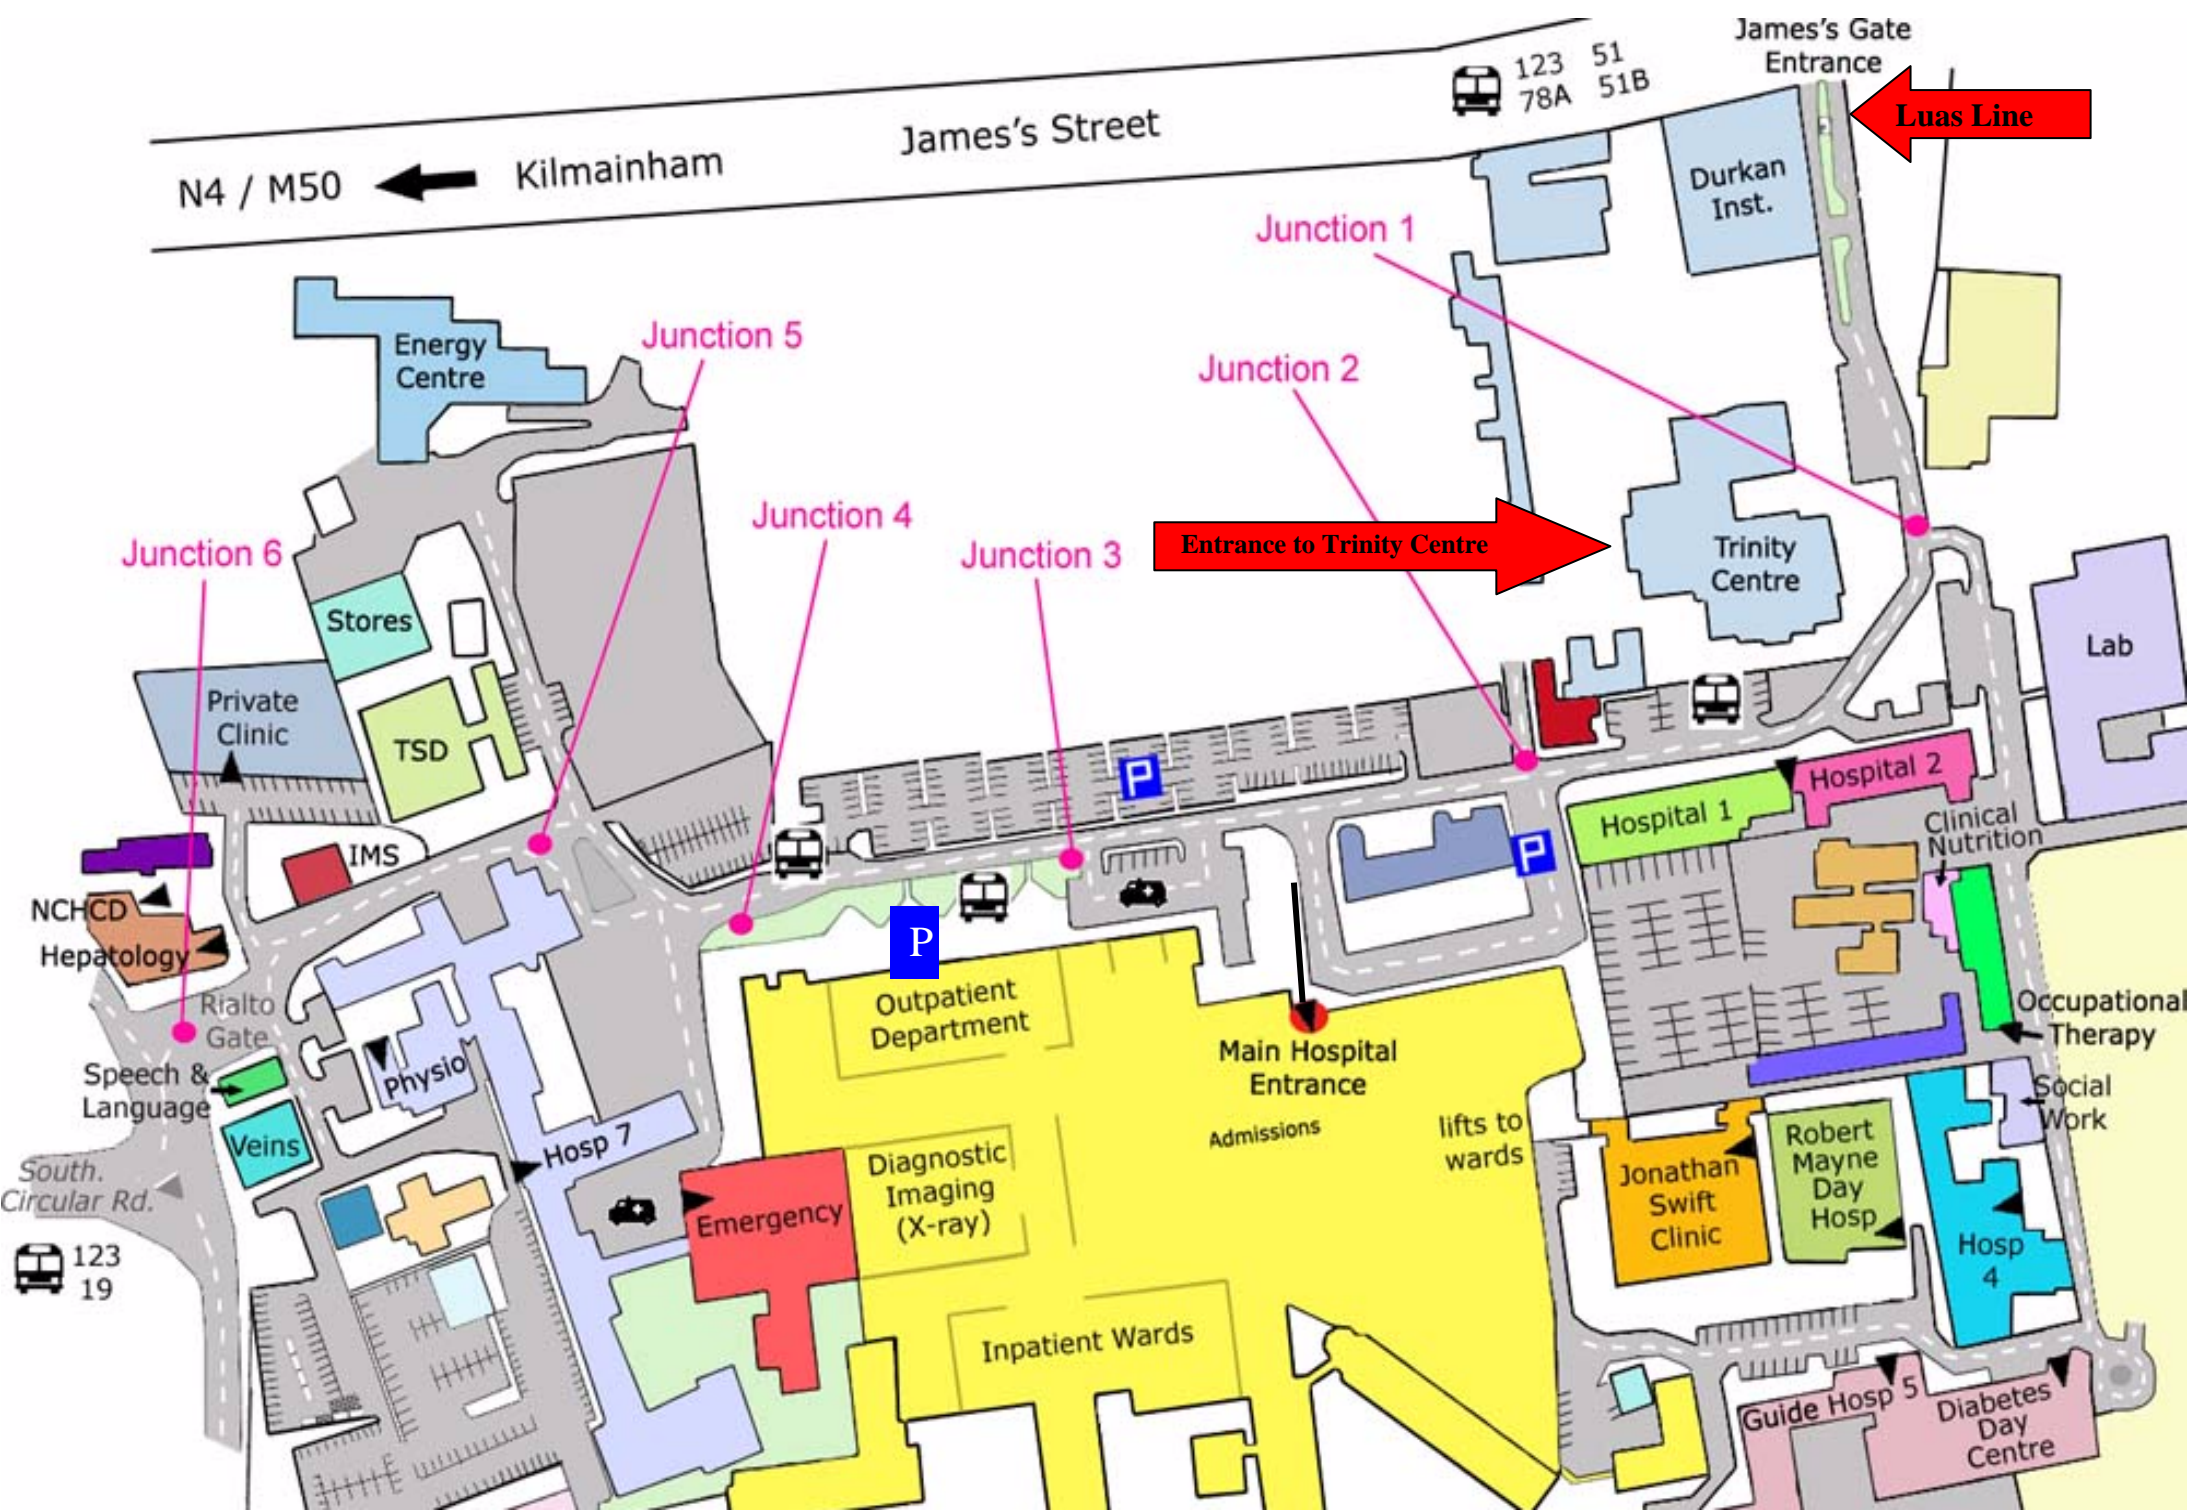 James's Gate
Entrance
123 51
78A 51B
Luas Line
James's Street
Kilmainham
N4 / M50
Durkan
Inst.
Junction 1
Junction 5
Energy
Centre
Junction 2
Junction 4
Junction 3
Junction 6
Entrance to Trinity Centre
Trinity
Centre
Stores
Lab
Private
Clinic
TSD
P
Hospital 2
Hospital 1
Clinical
Nutrition
P
IMS
NCHCD
Hepatology
P
Rialto
Gate
Outpatient
Department
Occupational
Therapy
Main Hospital
Entrance
Admissions
Speech &
Language
Physio
Social
Work
lifts to
wards
Veins
Hosp 7
Diagnostic
Imaging
(X-ray)
Robert
Mayne
Day
Hosp
Jonathan
Swift
Clinic
South.
Circular Rd.
Emergency
Hosp
4
123
19
Inpatient Wards
Guide Hosp 5
Diabetes
Day
Centre